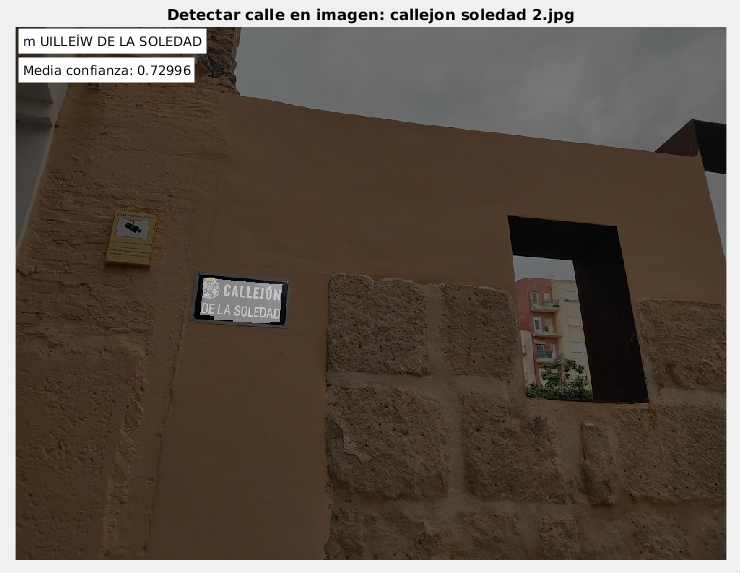 Detectar calle en imagen: callejon soledad 2.jpg
m UILLEÍW DE LA SOLEDAD
Media confianza: 0.72996
CALLEJÓN
DE LA SOLEDAD